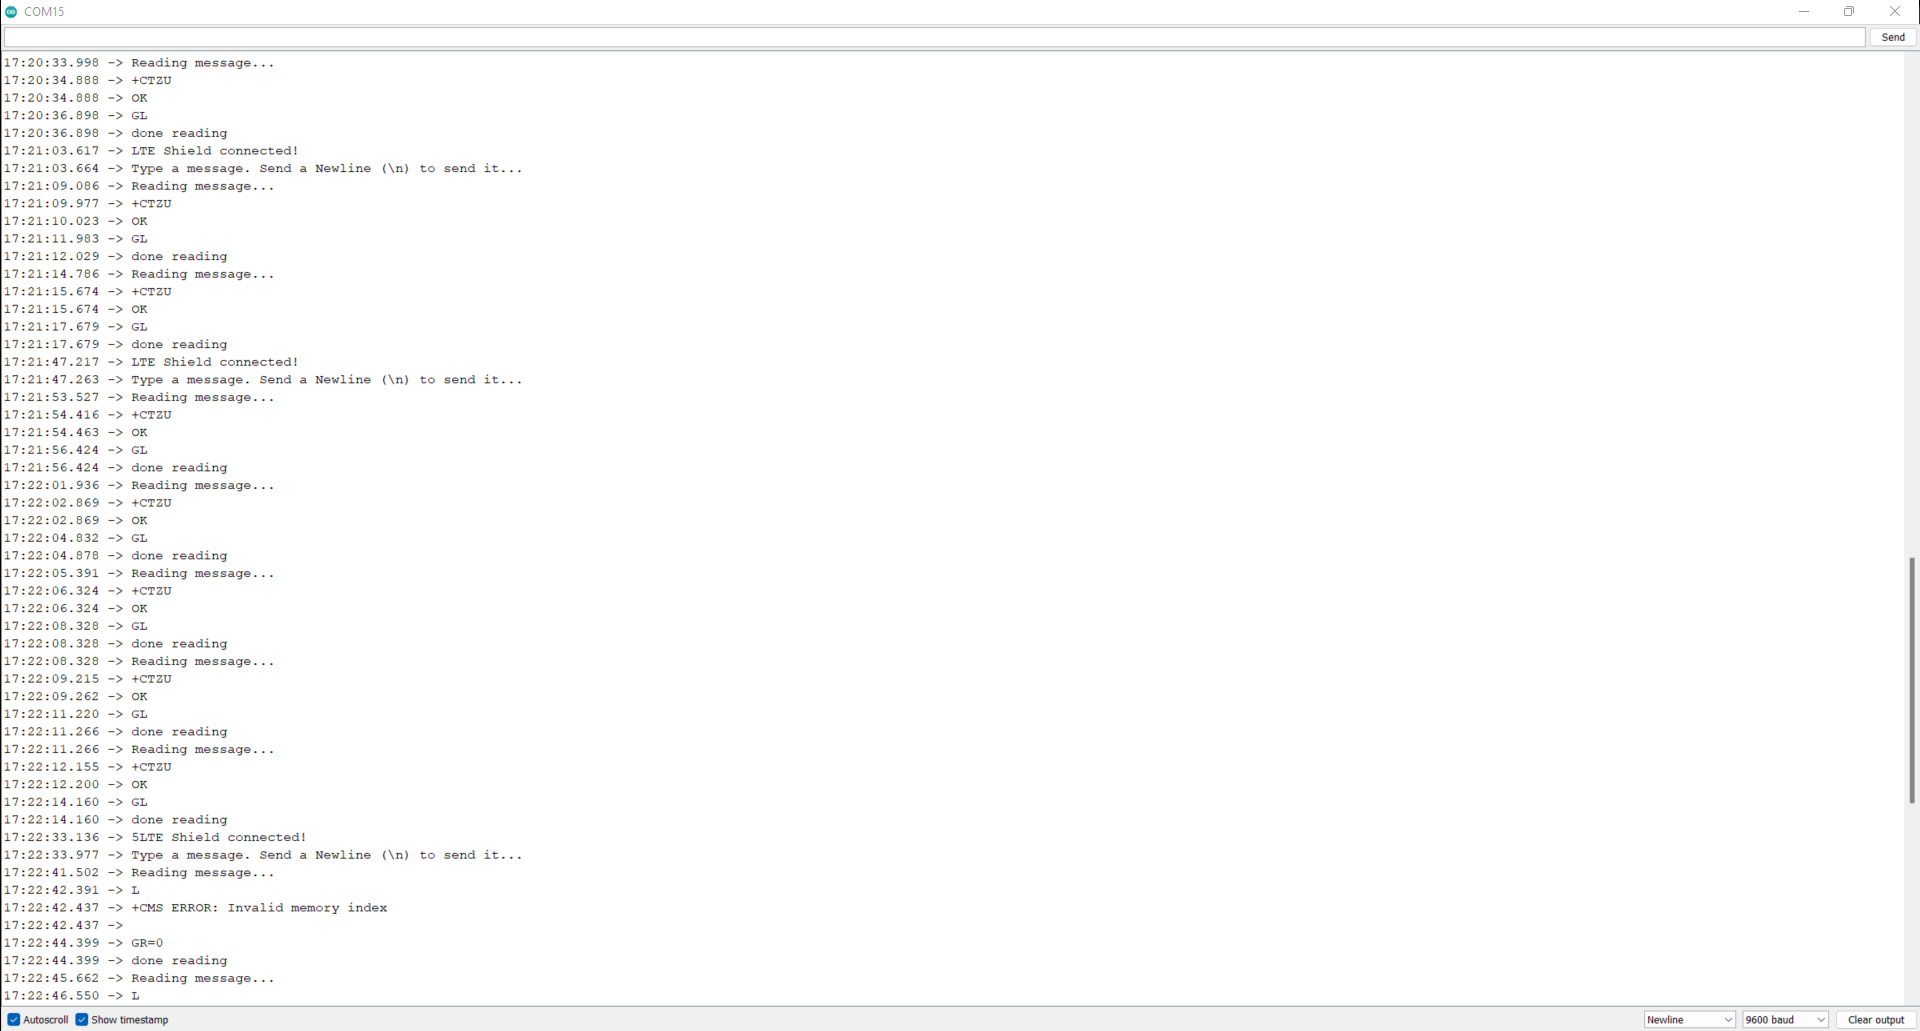 COM15
Send
17:20:33.998 -> Reading message...
17:20:34.888 -> +CTZU
17:20:34.888 -> OK
17:20:36.898 -> GL
17:20:36.898 -> done reading
17:21:03.617 -> LTE Shield connected!
17:21:03.664 -> Type a message. Send a Newline (\n) to send it...
17:21:09.086 -> Reading message...
17:21:09.977 -> +CTZU
17:21:10.023 -> OK
17:21:11.983 -> GL
17:21:12.029 -> done reading
17:21:14.786 -> Reading message...
17:21:15.674 -> +CTZU
17:21:15.674 -> OK
17:21:17.679 -> GL
17:21:17.679 -> done reading
17:21:47.217 -> LTE Shield connected!
17:21:47.263 -> Type a message. Send a Newline (\n) to send it...
17:21:53.527 -> Reading message...
17:21:54.416 -> +CTZU
17:21:54.463 -> OK
17:21:56.424 -> GL
17:21:56.424 -> done reading
17:22:01.936 -> Reading message...
17:22:02.869 -> +CTZU
17:22:02.869 -> OK
17:22:04.832 -> GL
17:22:04.878 -> done reading
17:22:05.391 -> Reading message...
17:22:06.324 -> +CTZU
17:22:06.324 -> OK
17:22:08.328 -> GL
17:22:08.328 -> done reading
17:22:08.328 -> Reading message...
17:22:09.215 -> +CTZU
17:22:09.262 -> OK
17:22:11.220 -> GL
17:22:11.266 -> done reading
17:22:11.266 -> Reading message...
17:22:12.155 -> +CTZU
17:22:12.200 -> OK
17:22:14.160 -> GL
17:22:14.160 -> done reading
17:22:33.136 -> 5LTE Shield connected!
17:22:33.977 -> Type a message. Send a Newline (\n) to send it...
17:22:41.502 -> Reading message...
17:22:42.391 -> L
17:22:42.437 -> +CMS ERROR: Invalid memory index
17:22:42.437 ->
17:22:44.399 -> GR=0
17:22:44.399 -> done reading
17:22:45.662 -> Reading message...
17:22:46.550 -> L
Autoscroll Show timestamp Newline 9600 baud Clear output